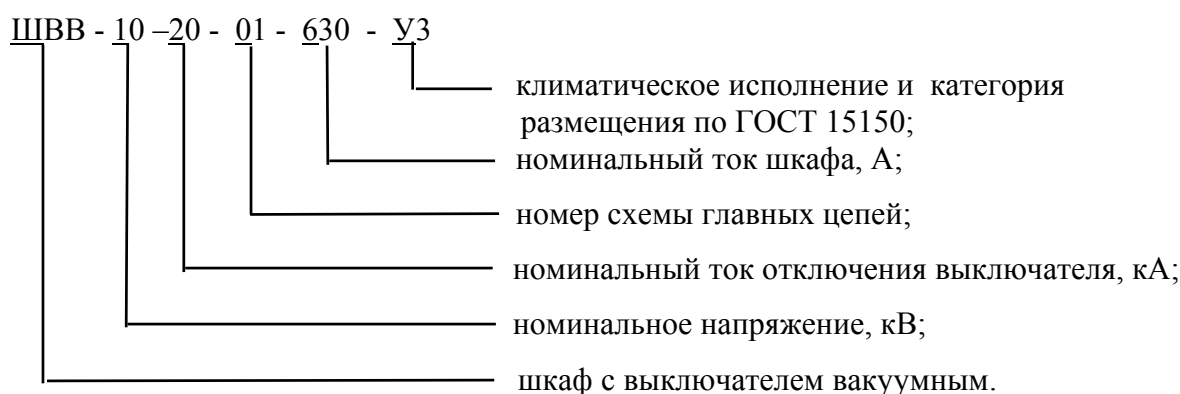 ШВВ - 10 –20 - 01 - 630 - У3
климатическое исполнение и категория
размещения по ГОСТ 15150;
номинальный ток шкафа, А;
номер схемы главных цепей;
номинальный ток отключения выключателя, кА;
номинальное напряжение, кВ;
шкаф с выключателем вакуумным.